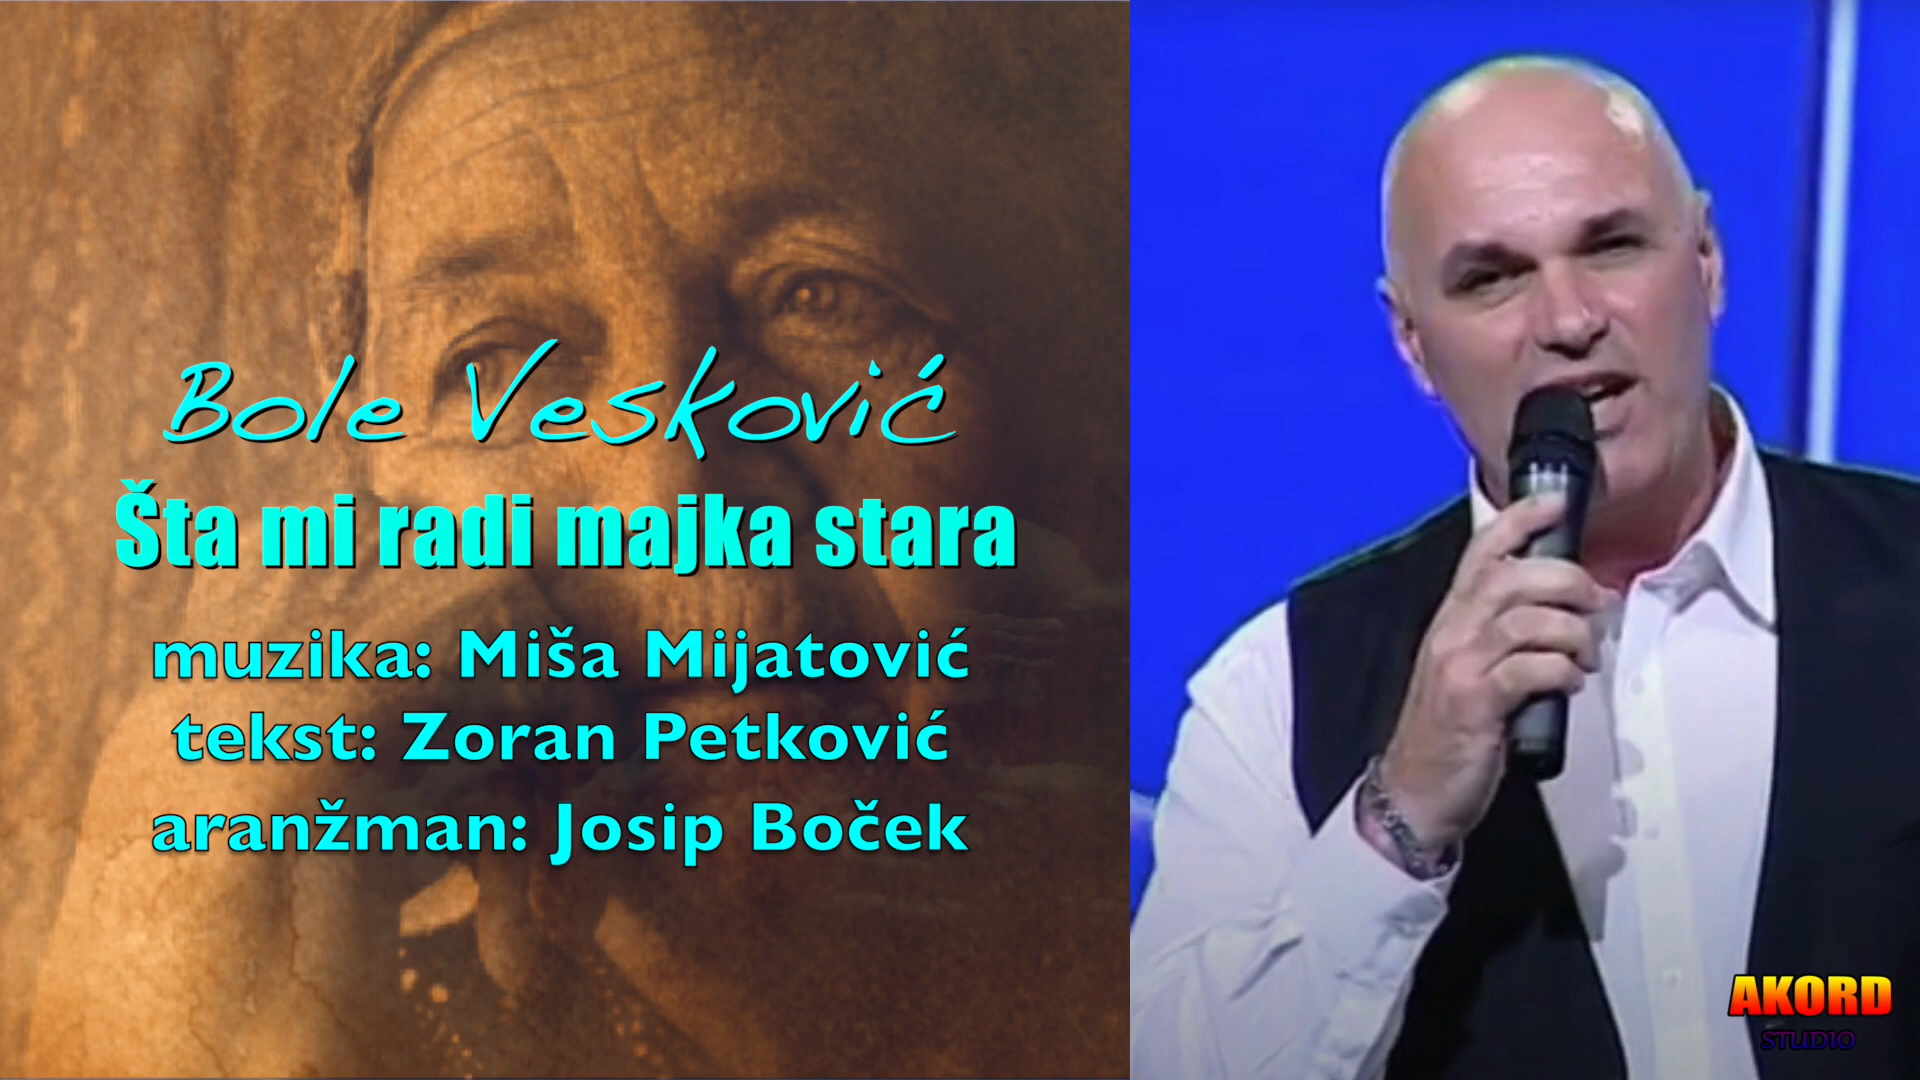 Bole Vesković
Šta mi radi majka stara
muzika: Miša Mijatović
tekst: Zoran Petković
aranžman: Josip Boček
AKORD
STUDIO